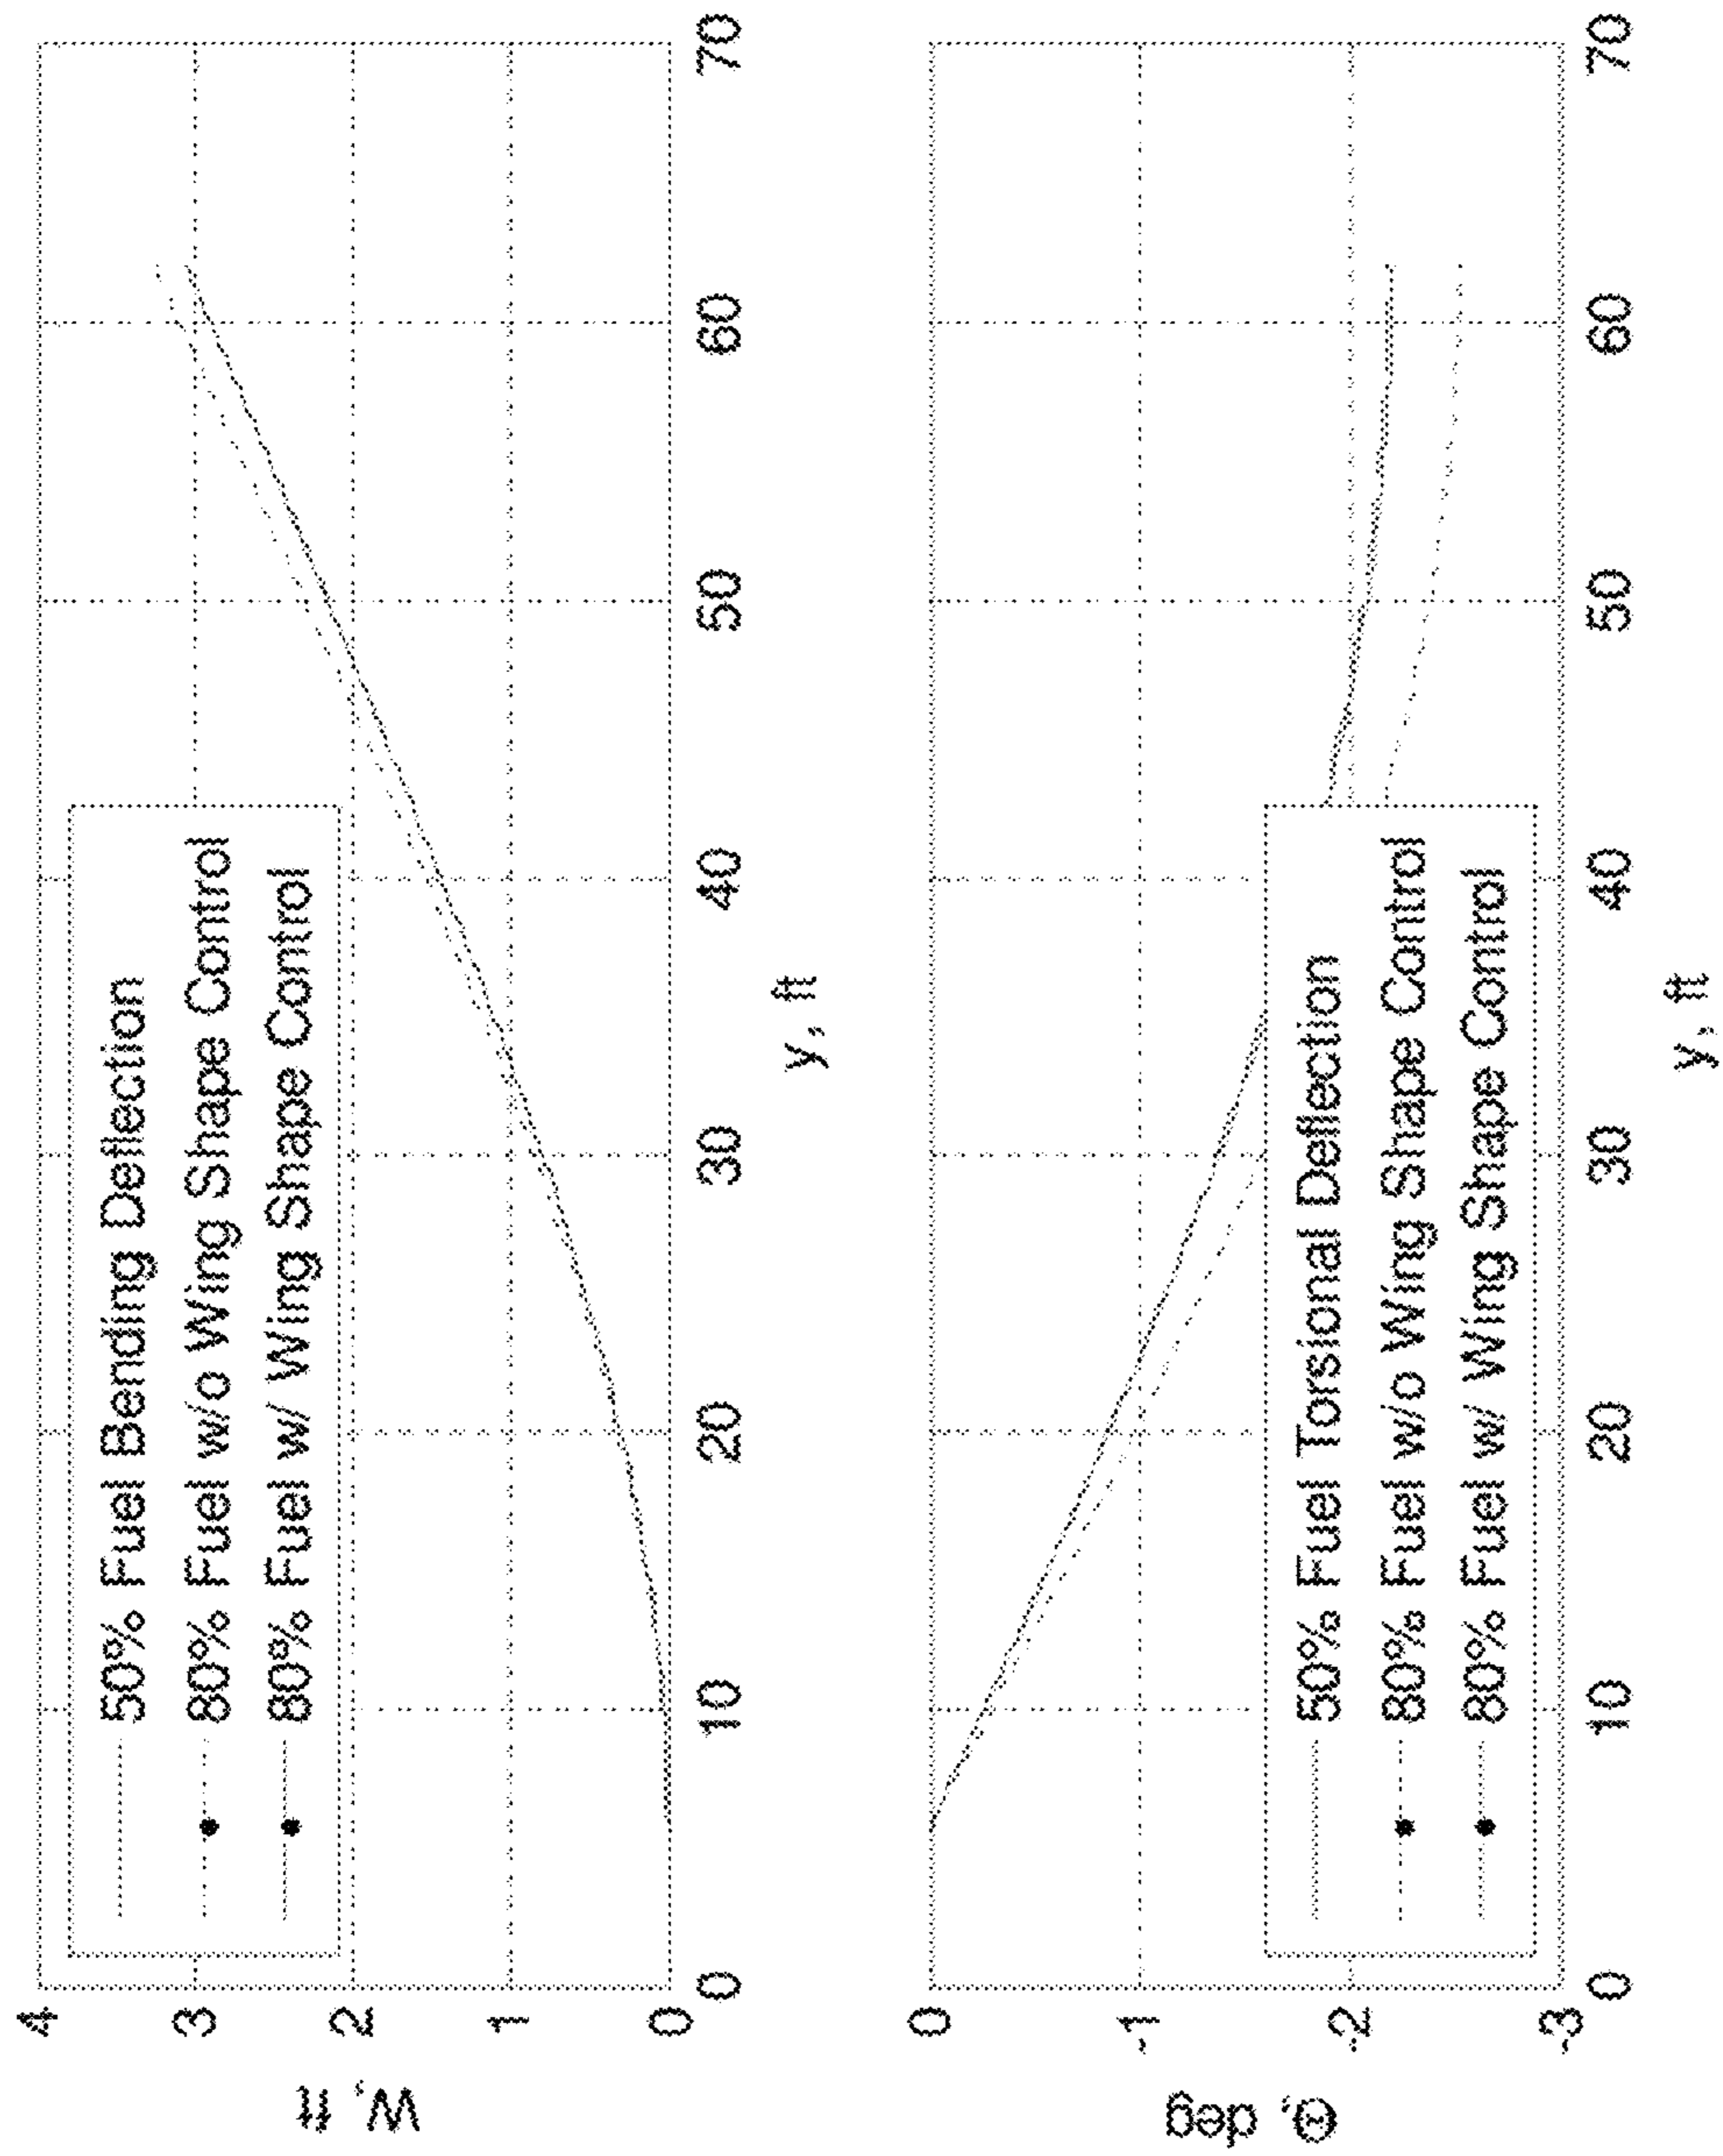 4
3
2
1
0
W, ft
50% Fuel Bending Deflection
80% Fuel w/o Wing Shape Control
80% Fuel w/ Wing Shape Control
0 10 20 30 40 50 60 70
y, ft
0
-1
-2
-3
Θ, deg
50% Fuel Torsional Deflection
80% Fuel w/o Wing Shape Control
80% Fuel w/ Wing Shape Control
0 10 20 30 40 50 60 70
y, ft